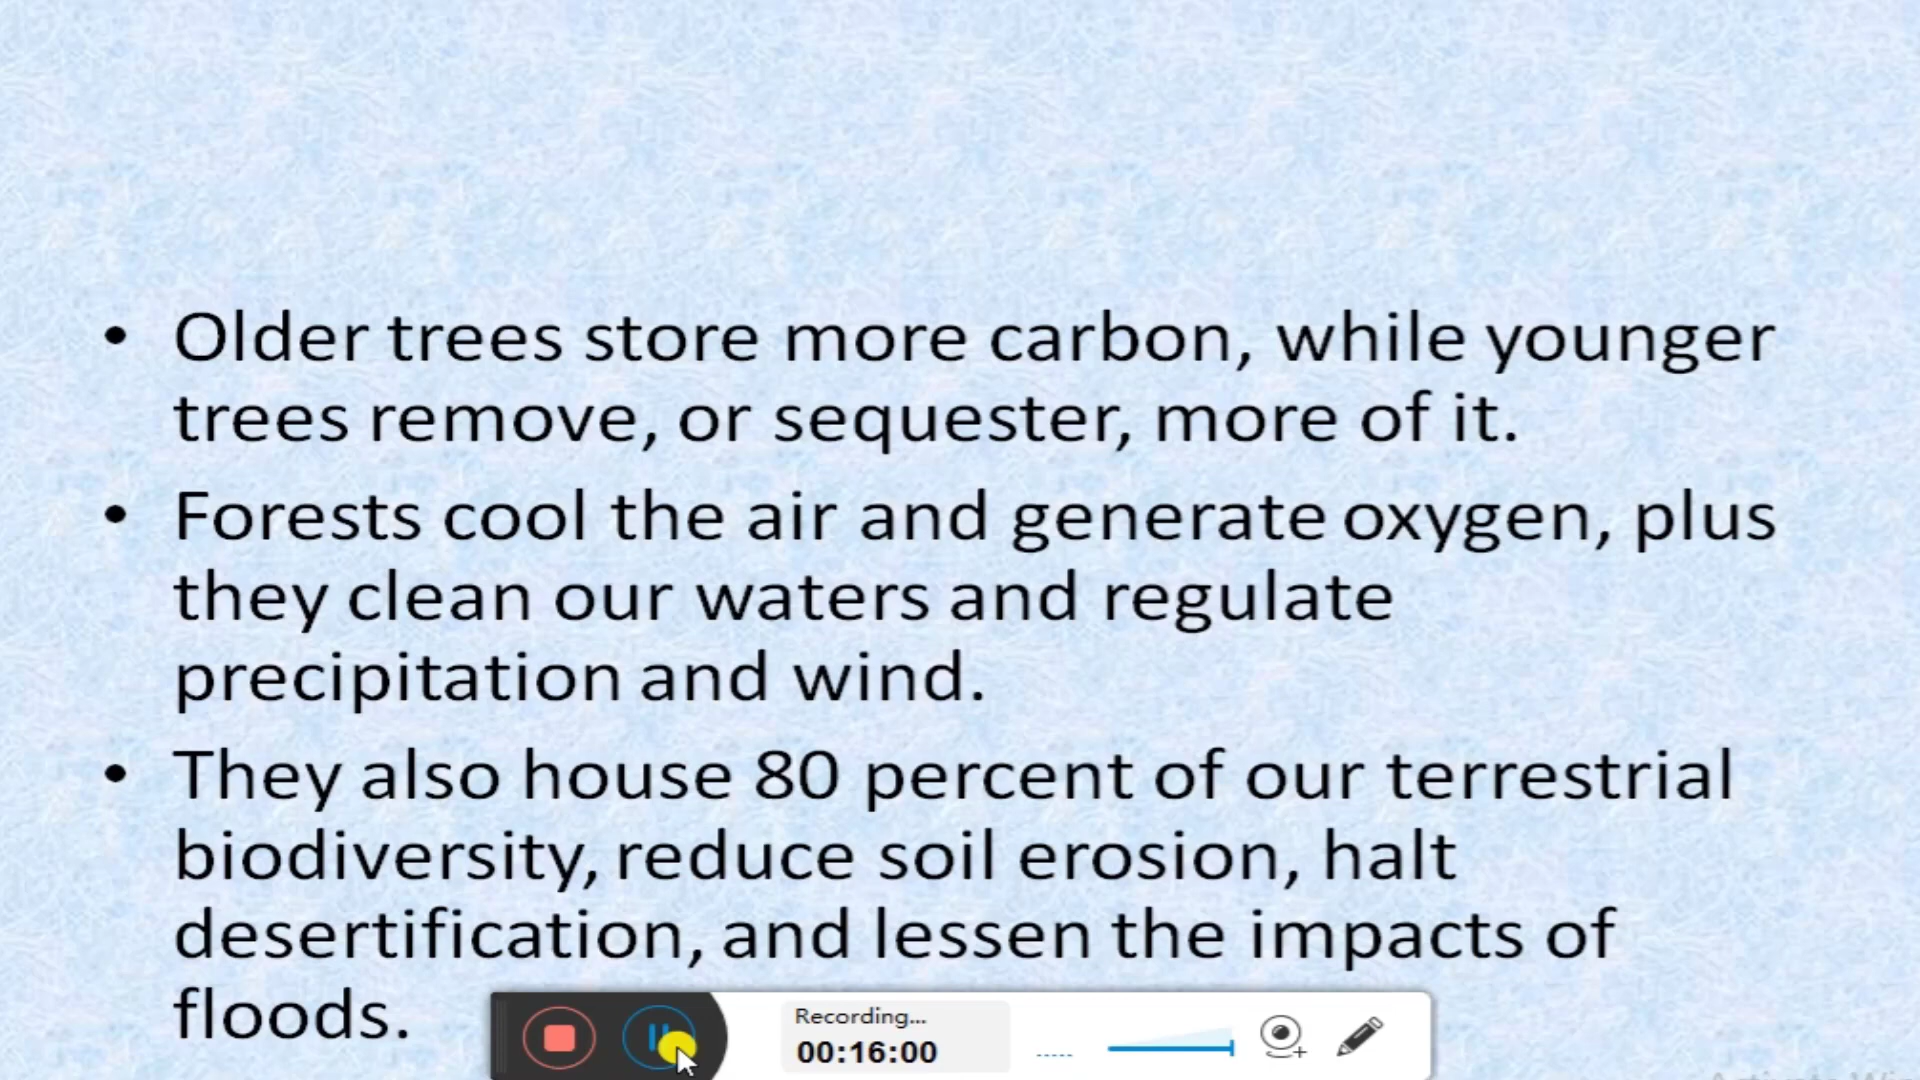 • Older trees store more carbon, while younger
trees remove, or sequester, more of it.
• Forests cool the air and generate oxygen, plus
they clean our waters and regulate
precipitation and wind.
• They also house 80 percent of our terrestrial
biodiversity, reduce soil erosion, halt
desertification, and lessen the impacts of
floods.
Recording...
00:16:00